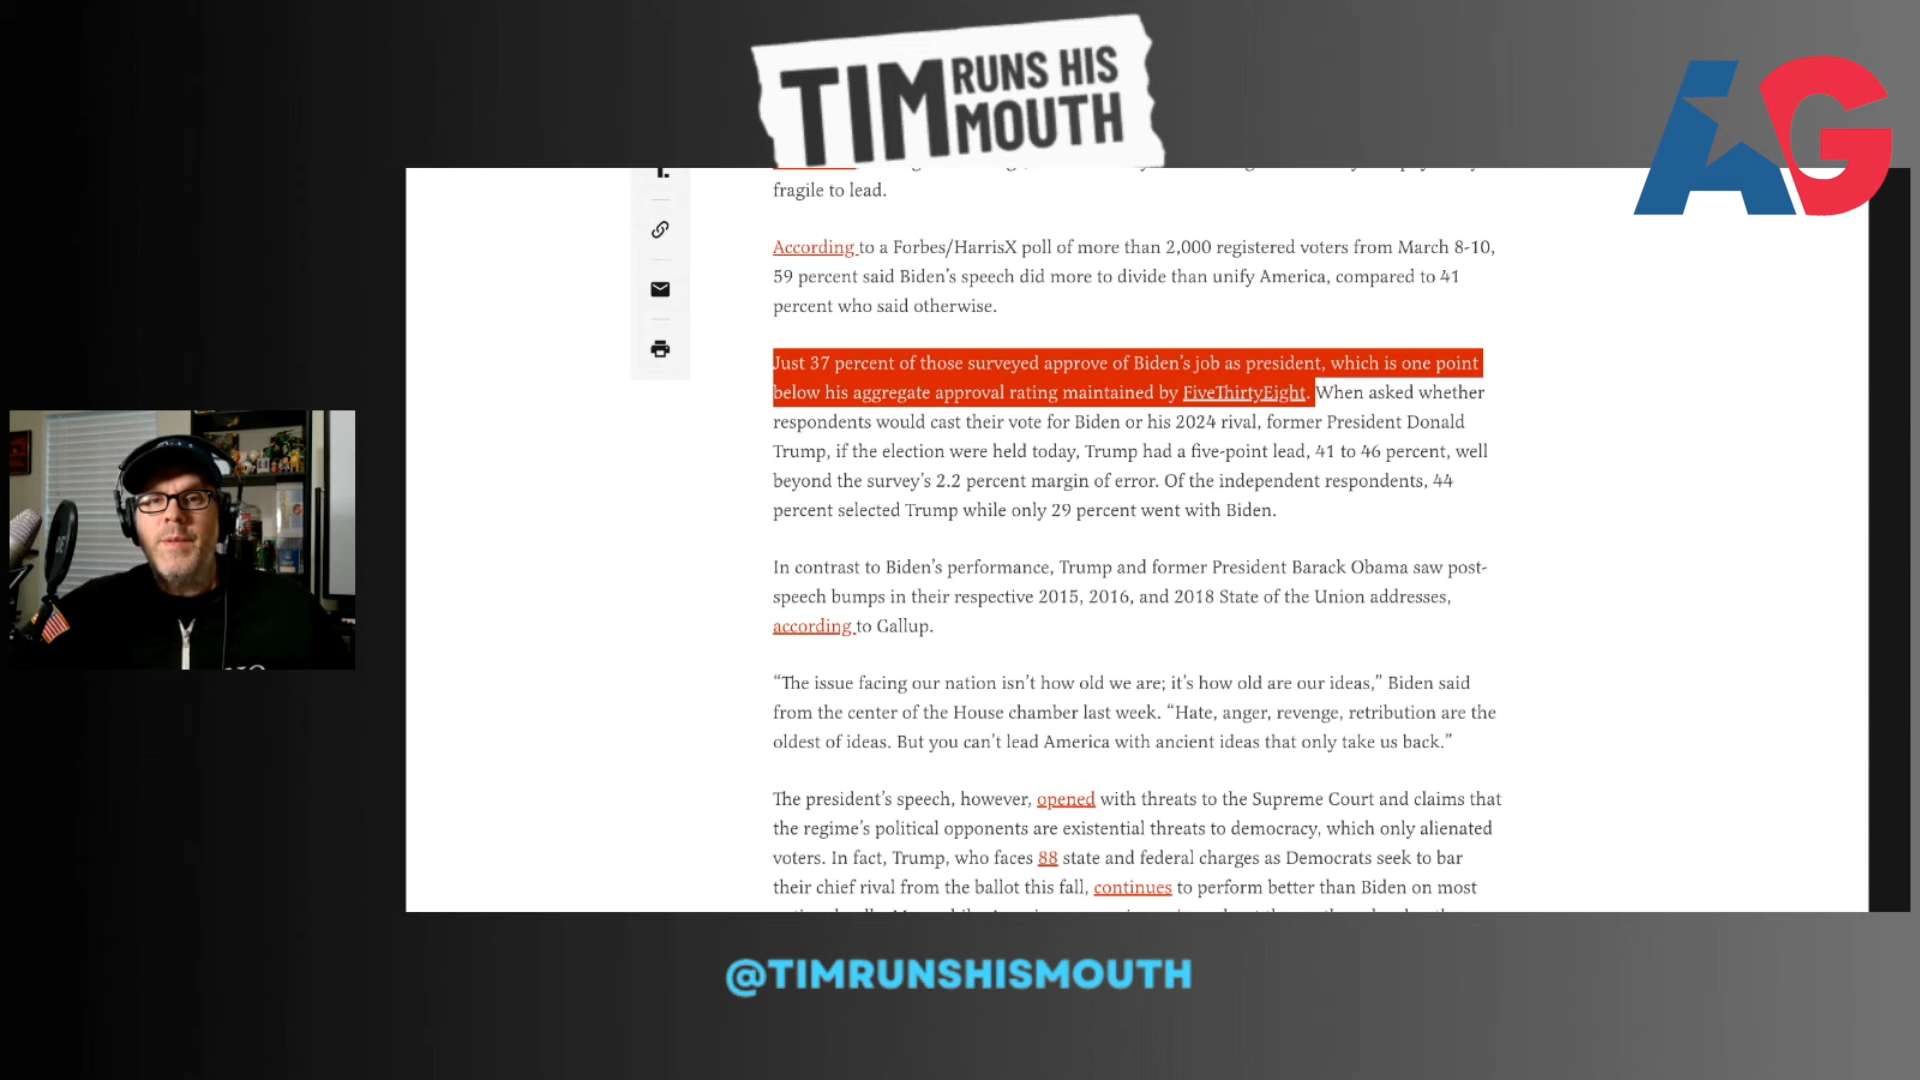 TIM RUNS HIS MOUTH
AG
fragile to lead.
According to a Forbes/HarrisX poll of more than 2,000 registered voters from March 8-10,
59 percent said Biden’s speech did more to divide than unify America, compared to 41
percent who said otherwise.
Just 37 percent of those surveyed approve of Biden’s job as president, which is one point
below his aggregate approval rating maintained by FiveThirtyEight. When asked whether
respondents would cast their vote for Biden or his 2024 rival, former President Donald
Trump, if the election were held today, Trump had a five-point lead, 41 to 46 percent, well
beyond the survey’s 2.2 percent margin of error. Of the independent respondents, 44
percent selected Trump while only 29 percent went with Biden.
In contrast to Biden’s performance, Trump and former President Barack Obama saw post-
speech bumps in their respective 2015, 2016, and 2018 State of the Union addresses,
according to Gallup.
“The issue facing our nation isn’t how old we are; it’s how old are our ideas,” Biden said
from the center of the House chamber last week. “Hate, anger, revenge, retribution are the
oldest of ideas. But you can’t lead America with ancient ideas that only take us back.”
The president’s speech, however, opened with threats to the Supreme Court and claims that
the regime’s political opponents are existential threats to democracy, which only alienated
voters. In fact, Trump, who faces 88 state and federal charges as Democrats seek to bar
their chief rival from the ballot this fall, continues to perform better than Biden on most
@TIMRUNSHISMOUTH